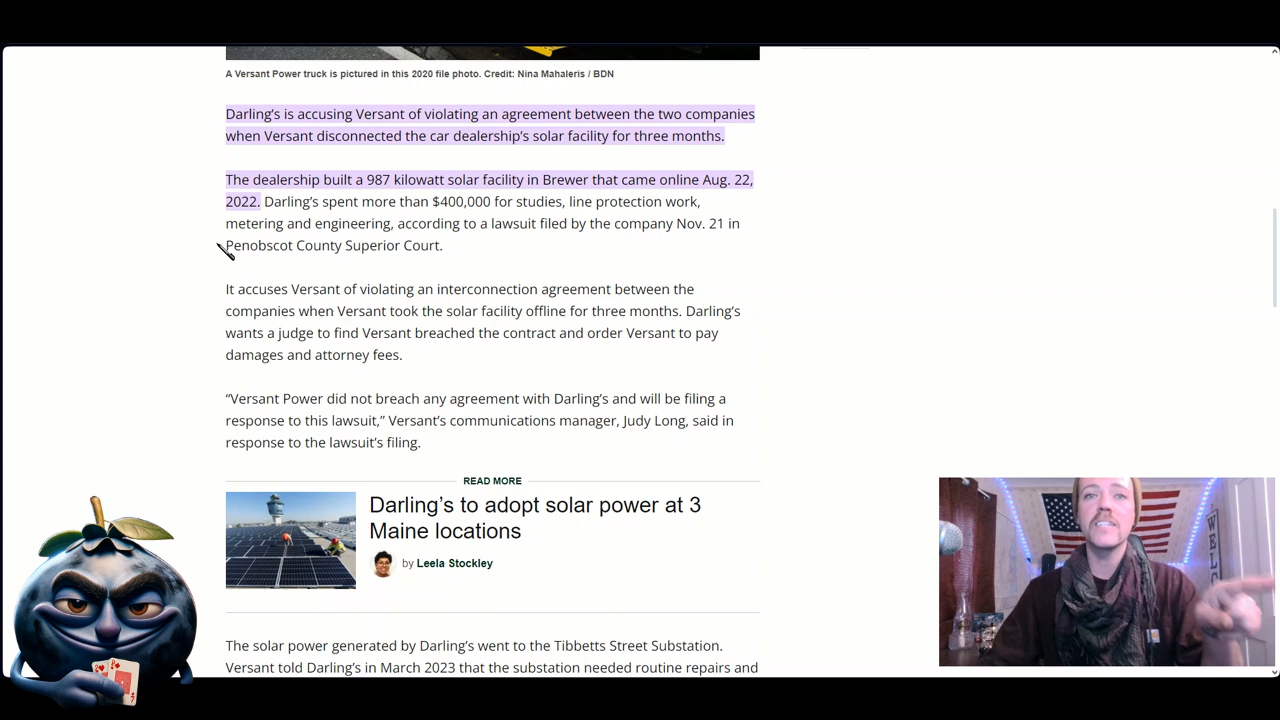 A Versant Power truck is pictured in this 2020 file photo. Credit: Nina Mahaleris / BDN
Darling’s is accusing Versant of violating an agreement between the two companies
when Versant disconnected the car dealership’s solar facility for three months.
The dealership built a 987 kilowatt solar facility in Brewer that came online Aug. 22,
2022. Darling’s spent more than $400,000 for studies, line protection work,
metering and engineering, according to a lawsuit filed by the company Nov. 21 in
Penobscot County Superior Court.
It accuses Versant of violating an interconnection agreement between the
companies when Versant took the solar facility offline for three months. Darling’s
wants a judge to find Versant breached the contract and order Versant to pay
damages and attorney fees.
“Versant Power did not breach any agreement with Darling’s and will be filing a
response to this lawsuit,” Versant’s communications manager, Judy Long, said in
response to the lawsuit’s filing.
READ MORE
Darling’s to adopt solar power at 3
Maine locations
by Leela Stockley
The solar power generated by Darling’s went to the Tibbetts Street Substation.
Versant told Darling’s in March 2023 that the substation needed routine repairs and